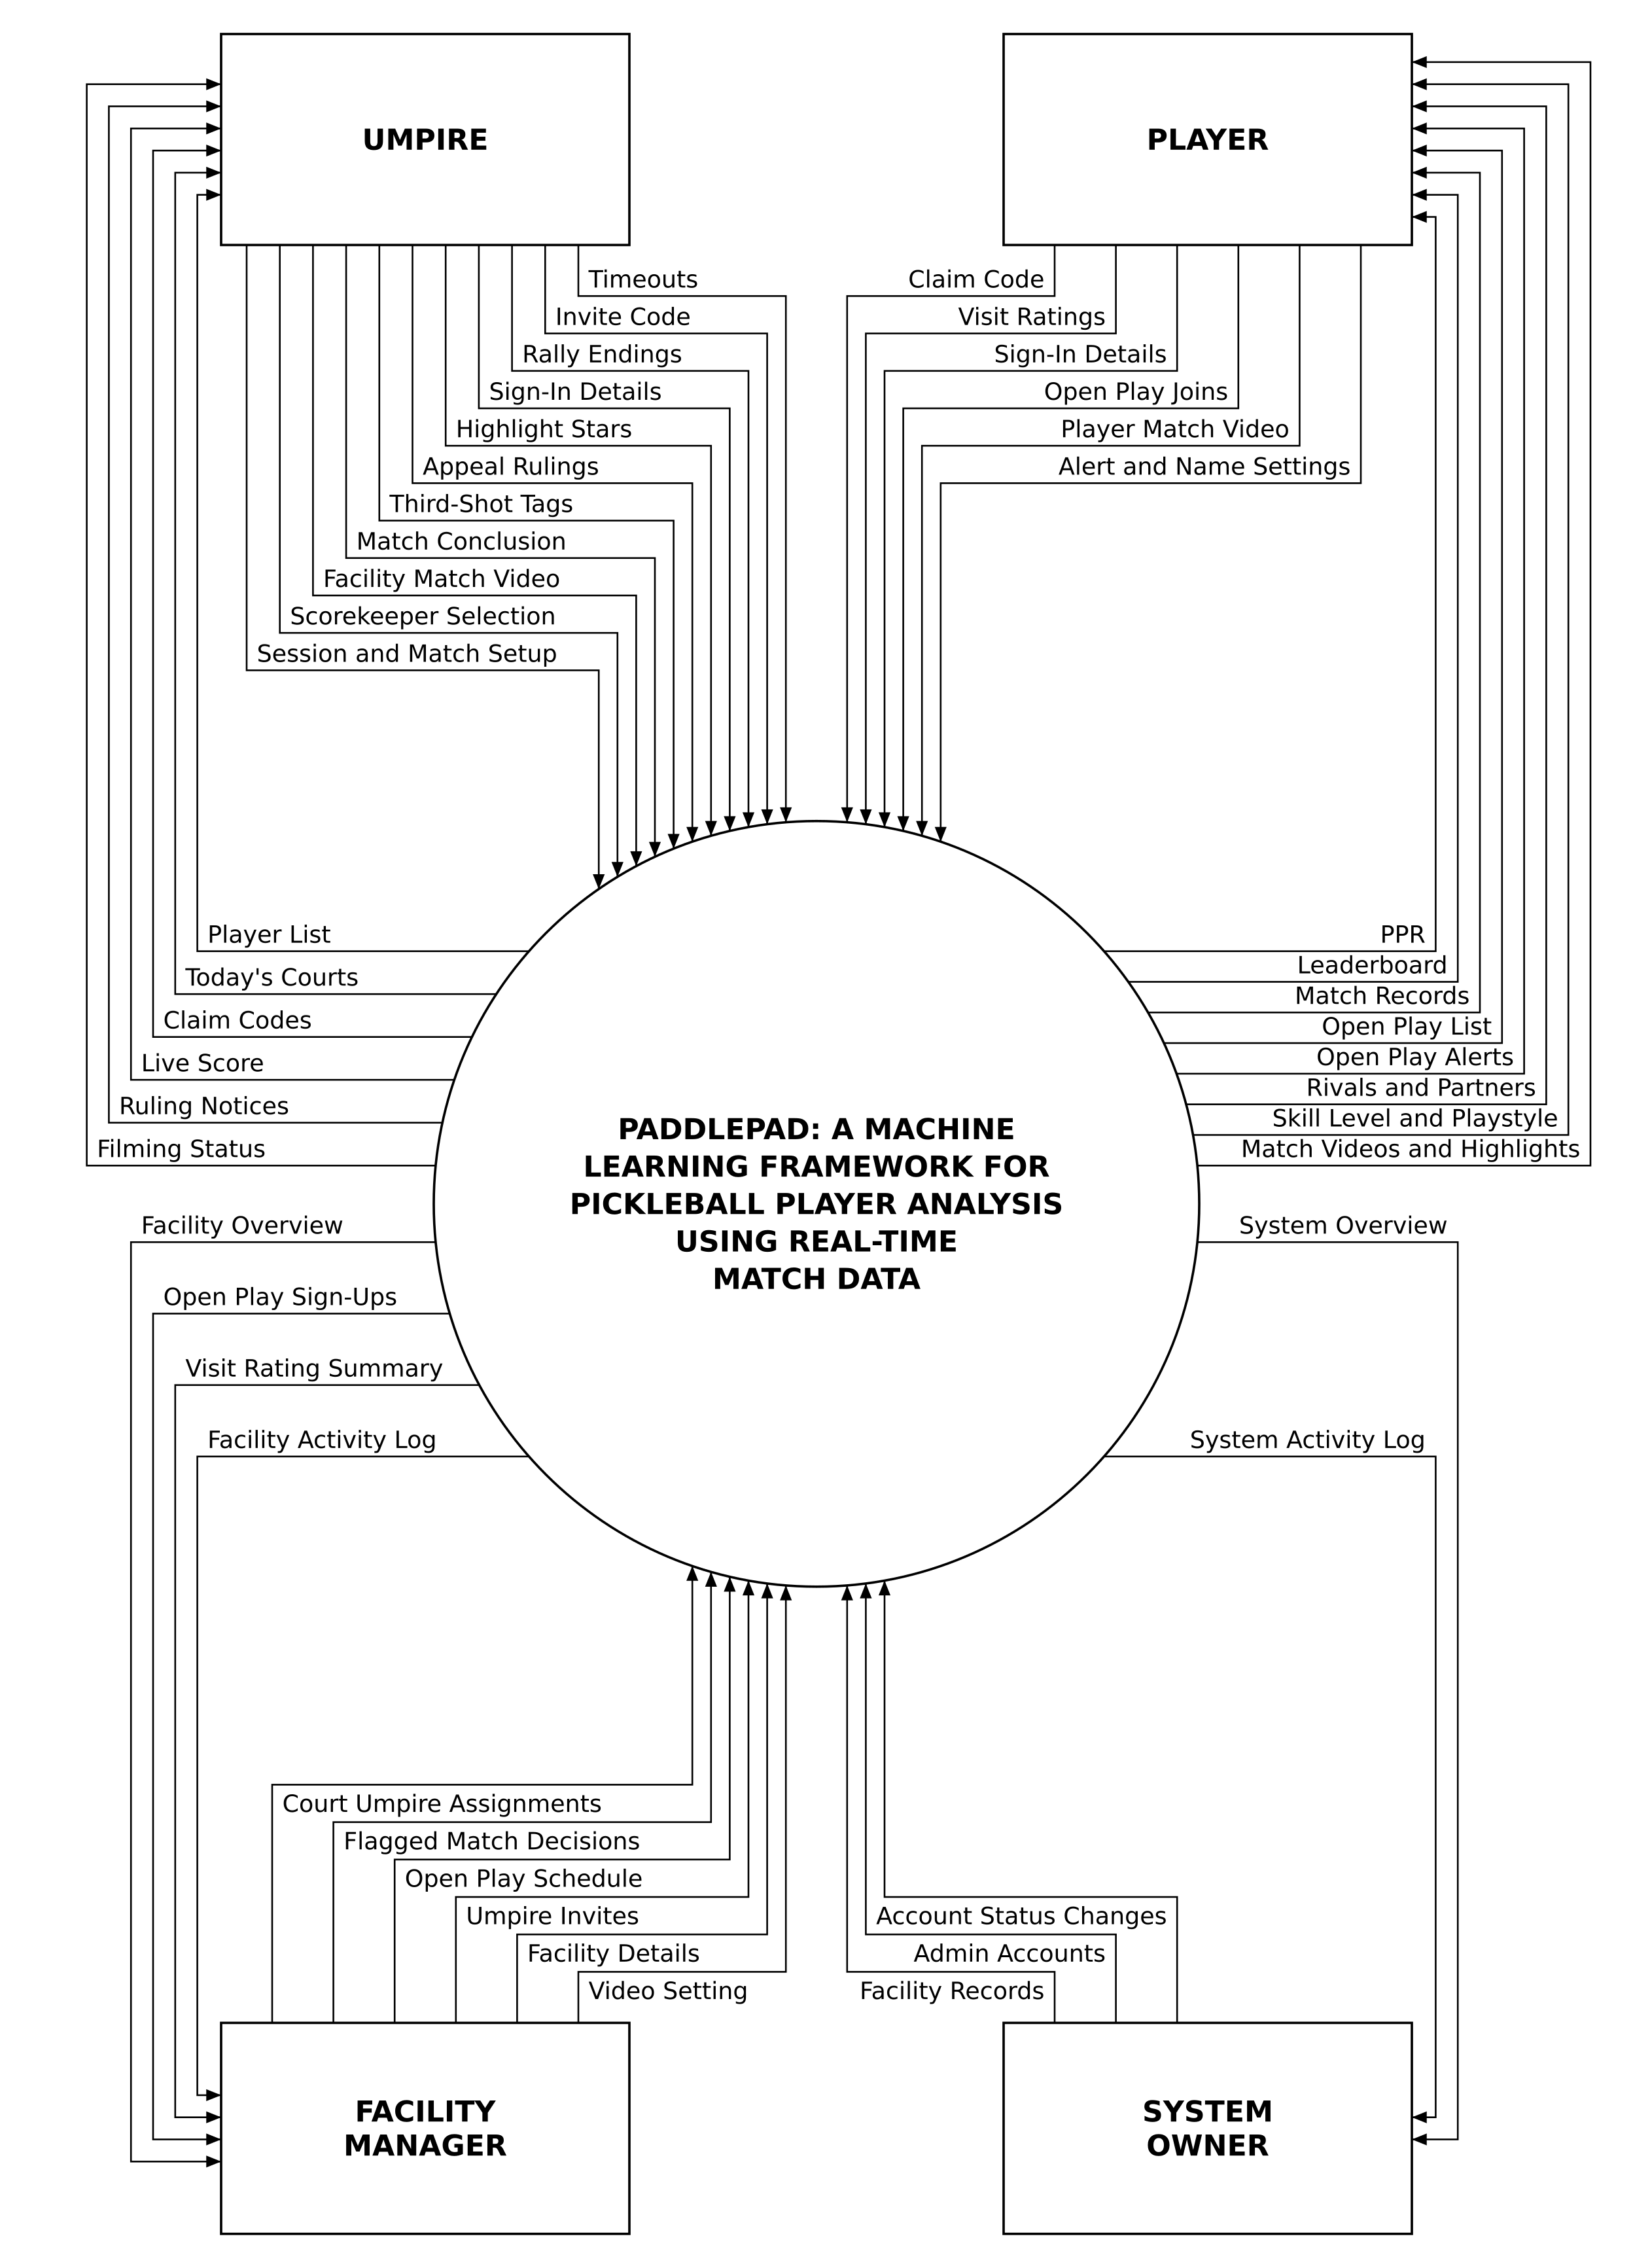 UMPIRE
PLAYER
Timeouts
Invite Code
Rally Endings
Sign-In Details
Highlight Stars
Appeal Rulings
Third-Shot Tags
Match Conclusion
Facility Match Video
Scorekeeper Selection
Session and Match Setup
Claim Code
Visit Ratings
Sign-In Details
Open Play Joins
Player Match Video
Alert and Name Settings
Player List
Today's Courts
Claim Codes
Live Score
Ruling Notices
Filming Status
PPR
Leaderboard
Match Records
Open Play List
Open Play Alerts
Rivals and Partners
Skill Level and Playstyle
Match Videos and Highlights
PADDLEPAD: A MACHINE
LEARNING FRAMEWORK FOR
PICKLEBALL PLAYER ANALYSIS
USING REAL-TIME
MATCH DATA
Facility Overview
Open Play Sign-Ups
Visit Rating Summary
Facility Activity Log
System Overview
System Activity Log
Court Umpire Assignments
Flagged Match Decisions
Open Play Schedule
Umpire Invites
Facility Details
Video Setting
Account Status Changes
Admin Accounts
Facility Records
FACILITY
MANAGER
SYSTEM
OWNER